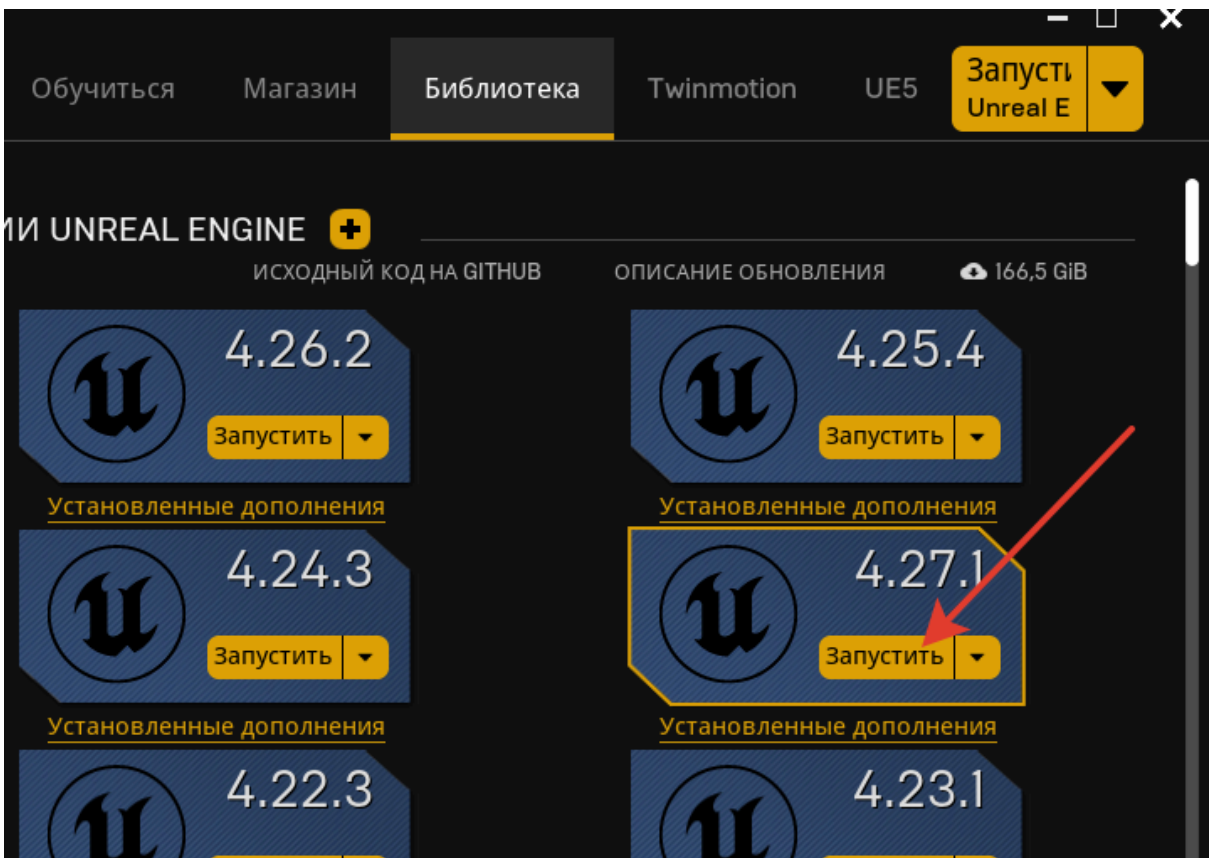 Обучиться Магазин Библиотека Twinmotion UE5 Запусти
Unreal E
ИИ UNREAL ENGINE
ИСХОДНЫЙ КОД НА GITHUB ОПИСАНИЕ ОБНОВЛЕНИЯ 166,5 GiB
4.26.2 4.25.4
Запустить Запустить
Установленные дополнения Установленные дополнения
4.24.3 4.27.1
Запустить Запустить
Установленные дополнения Установленные дополнения
4.22.3 4.23.1